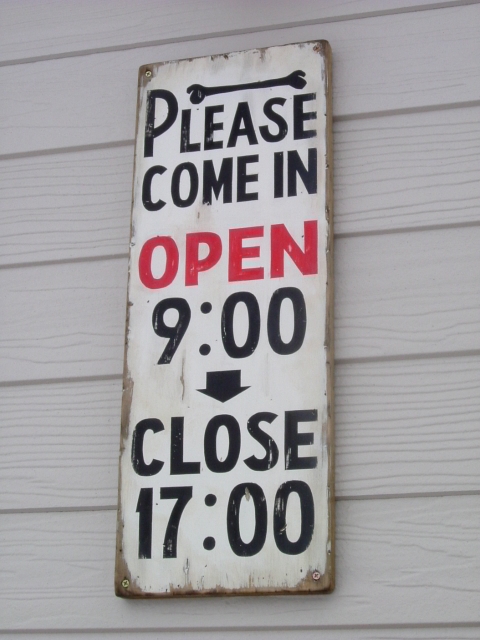 PLEASE
COME IN
OPEN
9:00
CLOSE
17:00